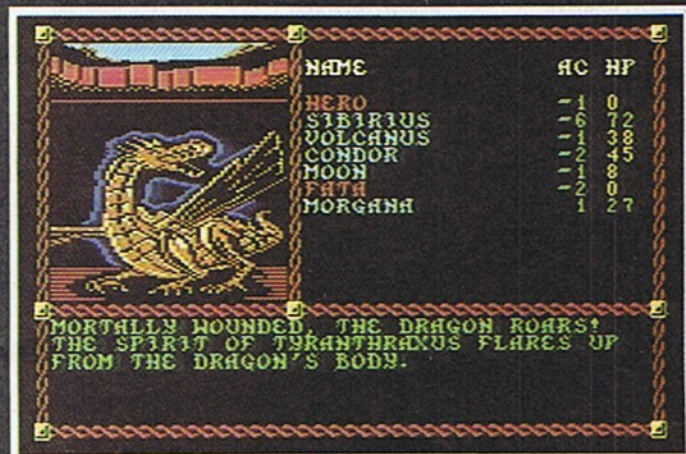 NAME AC HP
HERO -1 0
SIBIRIUS -6 72
VOLCANUS -1 38
CONDOR -2 45
MOON -1 8
FATA -2 0
MORGANA 1 27
MORTALLY WOUNDED, THE DRAGON ROARS!
THE SPIRIT OF TYRANTHRAXUS FLARES UP
FROM THE DRAGON'S BODY.